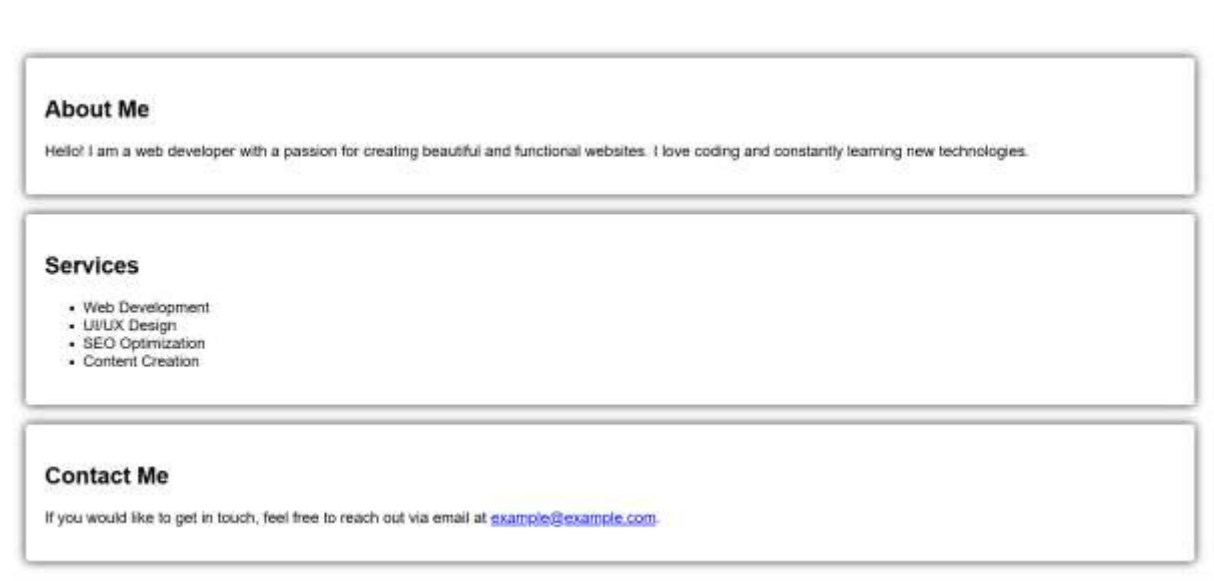 About Me
Hello! I am a web developer with a passion for creating beautiful and functional websites. I love coding and constantly learning new technologies.
Services
• Web Development
• UI/UX Design
• SEO Optimization
• Content Creation
Contact Me
If you would like to get in touch, feel free to reach out via email at example@example.com.